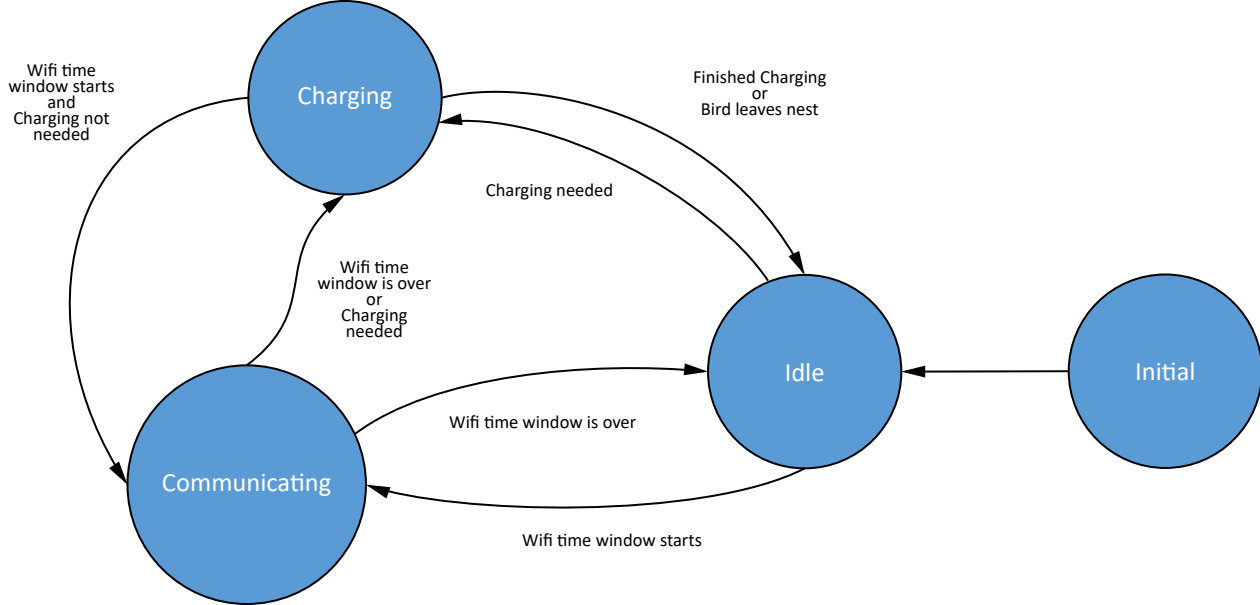 Wifi time
window starts
and
Charging not
needed
Charging
Finished Charging
or
Bird leaves nest
Charging needed
Wifi time
window is over
or
Charging
needed
Idle
Initial
Wifi time window is over
Communicating
Wifi time window starts